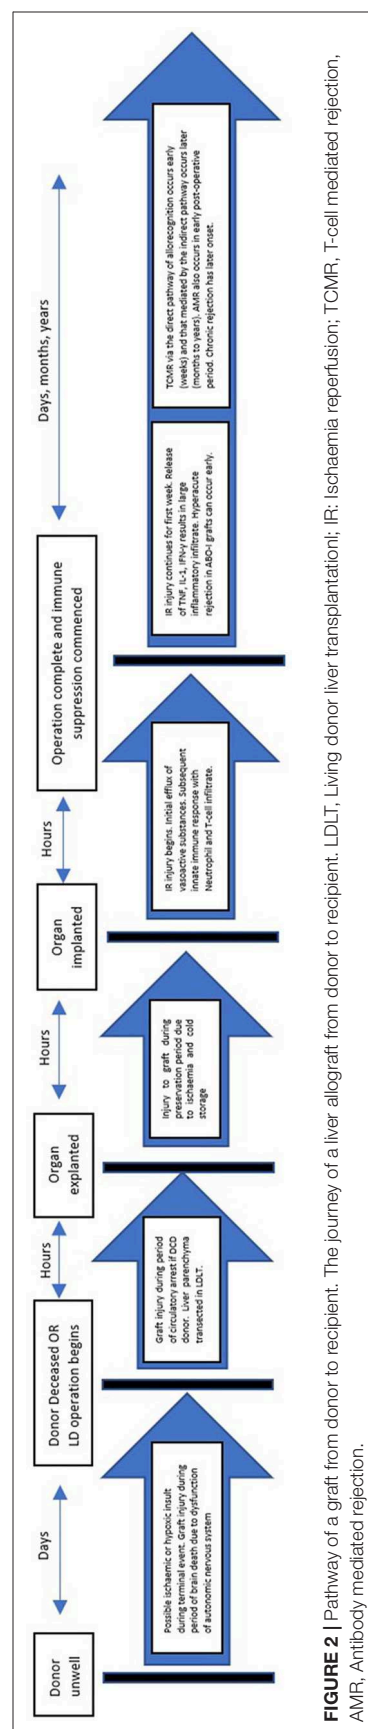 Donor
unwell
Days
Donor Deceased OR
LD operation begins
Hours
Organ
explanted
Hours
Organ
implanted
Hours
Operation complete and immune
suppression commenced
Days, months, years
Possible ischaemic or hypoxic insult
during terminal event. Graft injury during
period of brain death due to dysfunction
of autonomic nervous system
Graft injury during period
of circulatory arrest if DCD
donor. Liver parenchyma
transected in LDLT.
Injury to graft during
preservation period due
to ischaemia and cold
storage
IR injury begins. Initial efflux of
vasoactive substances. Subsequent
innate immune response with
Neutrophil and T-cell infiltrate.
IR injury continues for first week. Release
of TNF, IL-1, IFN-γ results in large
inflammatory infiltrate. Hyperacute
rejection in ABO-I grafts can occur early.
TCMR via the direct pathway of allorecognition occurs early
(weeks) and that mediated by the indirect pathway occurs later
(months to years). AMR also occurs in early post-operative
period. Chronic rejection has later onset.
FIGURE 2 | Pathway of a graft from donor to recipient. The journey of a liver allograft from donor to recipient. LDLT, Living donor liver transplantationl; IR: Ischaemia reperfusion; TCMR, T-cell mediated rejection,
AMR, Antibody mediated rejection.